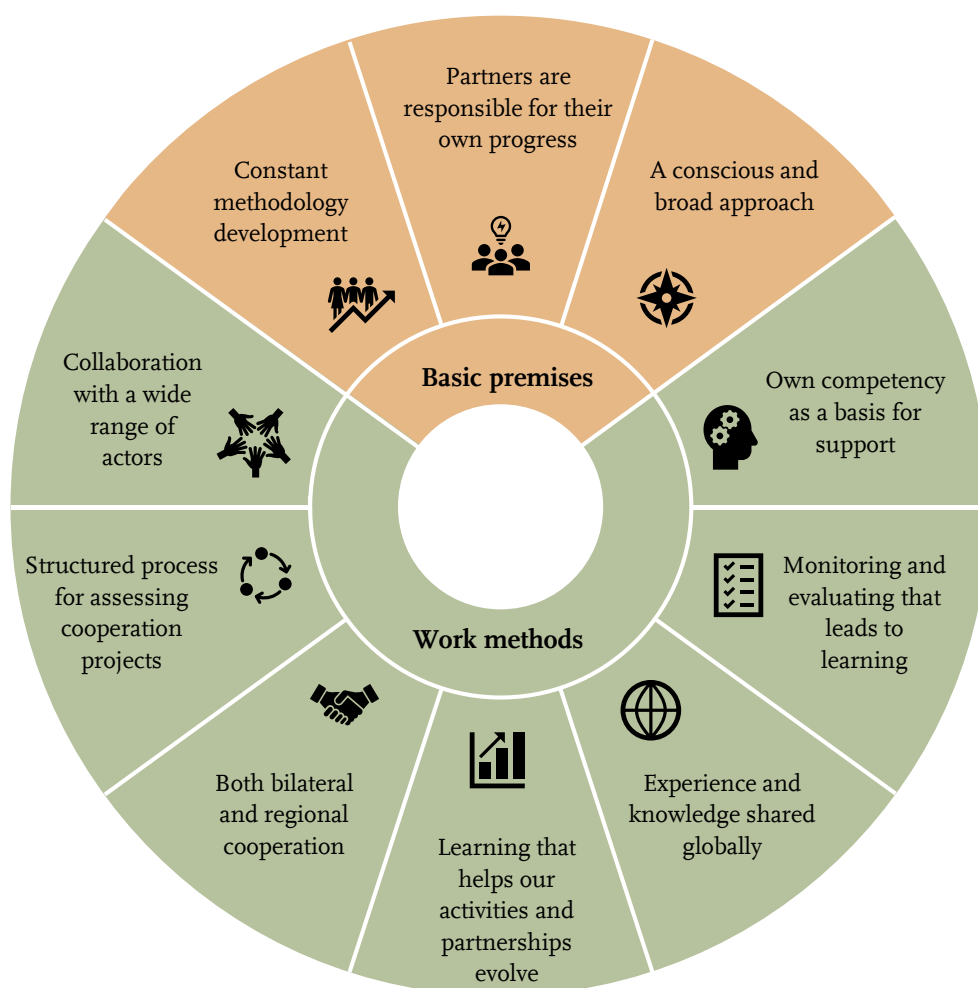 Partners are
responsible for their
own progress
A conscious and
broad approach
Constant
methodology
development
Basic premises
Collaboration
with a wide
range of
actors
Own competency
as a basis for
support
Structured process
for assessing
cooperation
projects
Monitoring and
evaluating that
leads to
learning
Work methods
Both bilateral
and regional
cooperation
Experience and
knowledge shared
globally
Learning that
helps our
activities and
partnerships
evolve